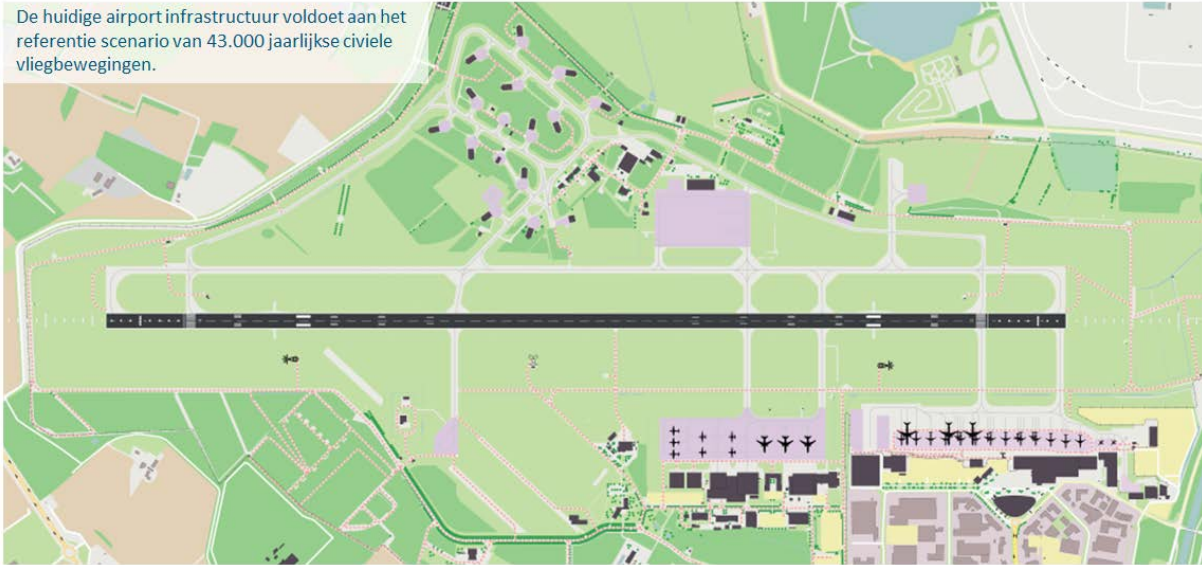 De huidige airport infrastructuur voldoet aan het
referentie scenario van 43.000 jaarlijkse civiele
vliegbewegingen.